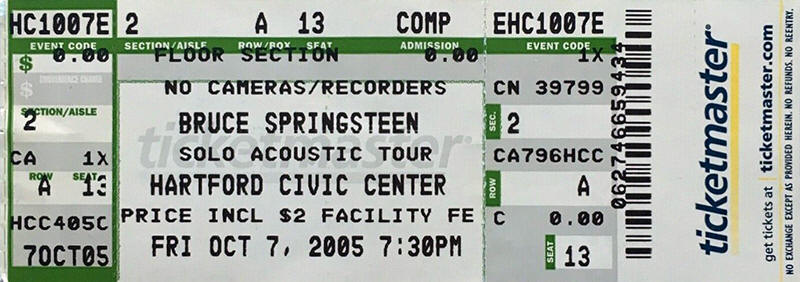 HC1007E 2 A 13 COMP EHC1007E
EVENT CODE SECTION/AISLE ROW/BOX SEAT ADMISSION EVENT CODE
$ 0.00 FLOOR SECTION 0.00 1X
CONVENIENCE CHARGE
$ NO CAMERAS/RECORDERS CN 39799
SECTION/AISLE
2 BRUCE SPRINGSTEEN SEC. 2
ticketmaster
CA 1X SOLO ACOUSTIC TOUR CA796HCC
ROW SEAT
A 13 HARTFORD CIVIC CENTER ROW A
HCC405C PRICE INCL $2 FACILITY FE C 0.00
7OCT05 FRI OCT 7, 2005 7:30PM SEAT 13
062746659434
ticketmaster
get tickets at ticketmaster.com
NO EXCHANGE EXCEPT AS PROVIDED HEREIN. NO REFUNDS. NO REENTRY.